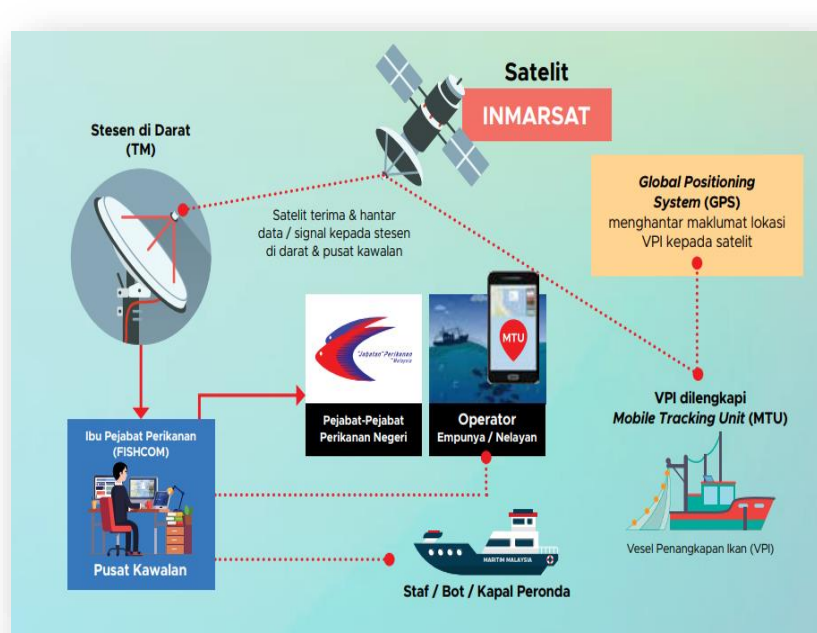 Satelit
INMARSAT
Stesen di Darat
(TM)
Global Positioning
System (GPS)
menghantar maklumat lokasi
VPI kepada satelit
Satelit terima & hantar
data / signal kepada stesen
di darat & pusat kawalan
"Jabatan" Perikanan
Malaysia
MTU
Pejabat-Pejabat
Perikanan Negeri
Operator
Empunya / Nelayan
VPI dilengkapi
Mobile Tracking Unit (MTU)
Ibu Pejabat Perikanan
(FISHCOM)
Pusat Kawalan
MARITIM MALAYSIA
Staf / Bot / Kapal Peronda
Vesel Penangkapan Ikan (VPI)